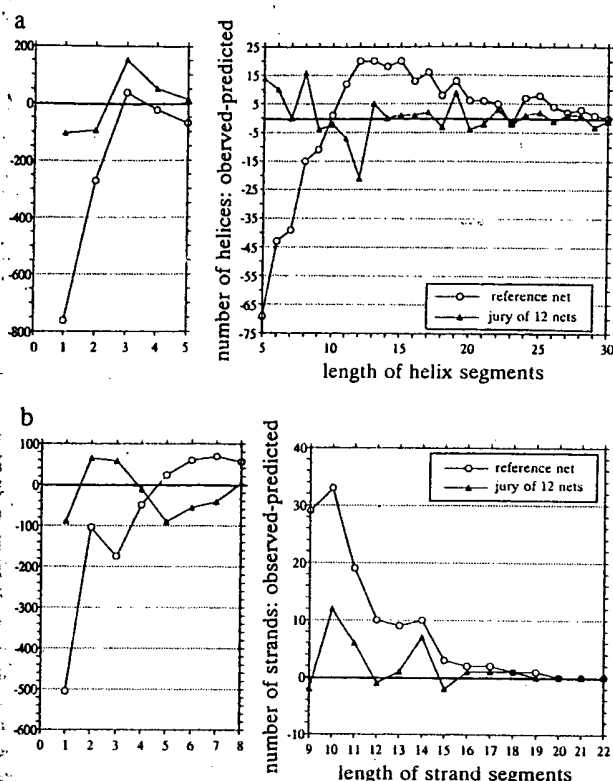 a
200
0
-200
-400
-600
-800
0 1 2 3 4 5
number of helices: oberved-predicted
25
15
5
-5
-15
-25
-35
-45
-55
-65
-75
reference net
jury of 12 nets
5 10 15 20 25 30
length of helix segments
b
100
0
-100
-200
-300
-400
-500
-600
0 1 2 3 4 5 6 7 8
number of strands: observed-predicted
40
30
20
10
0
-10
reference net
jury of 12 nets
9 10 11 12 13 14 15 16 17 18 19 20 21 22
length of strand segments